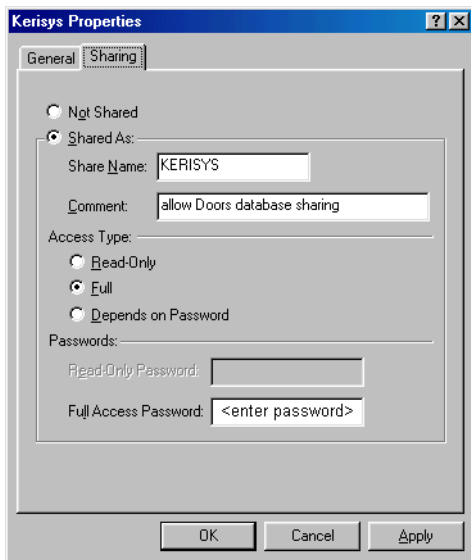 Kerisys Properties
General Sharing
Not Shared
Shared As:
Share Name: KERISYS
Comment: allow Doors database sharing
Access Type:
Read-Only
Full
Depends on Password
Passwords:
Read-Only Password:
Full Access Password: <enter password>
OK Cancel Apply